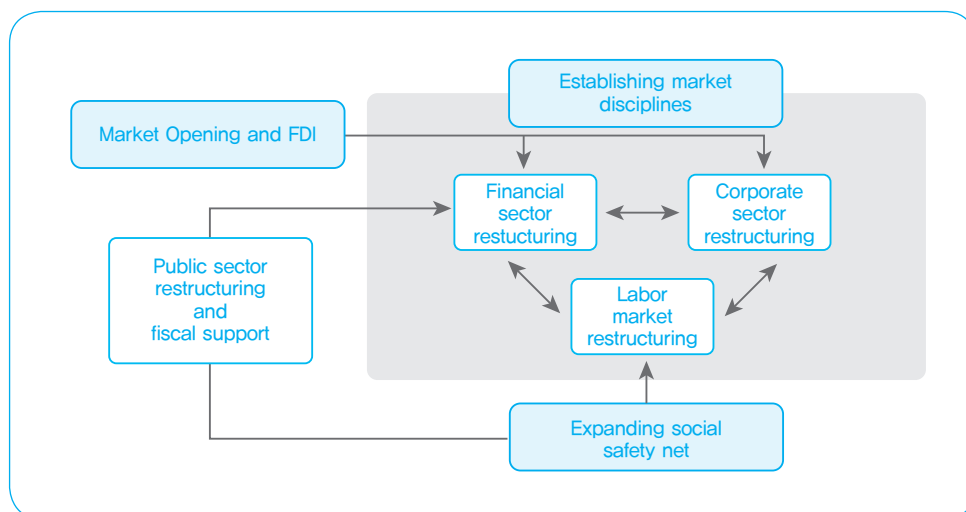 Establishing market
disciplines
Market Opening and FDI
Financial
sector
restucturing
Corporate
sector
restructuring
Public sector
restructuring
and
fiscal support
Labor
market
restructuring
Expanding social
safety net